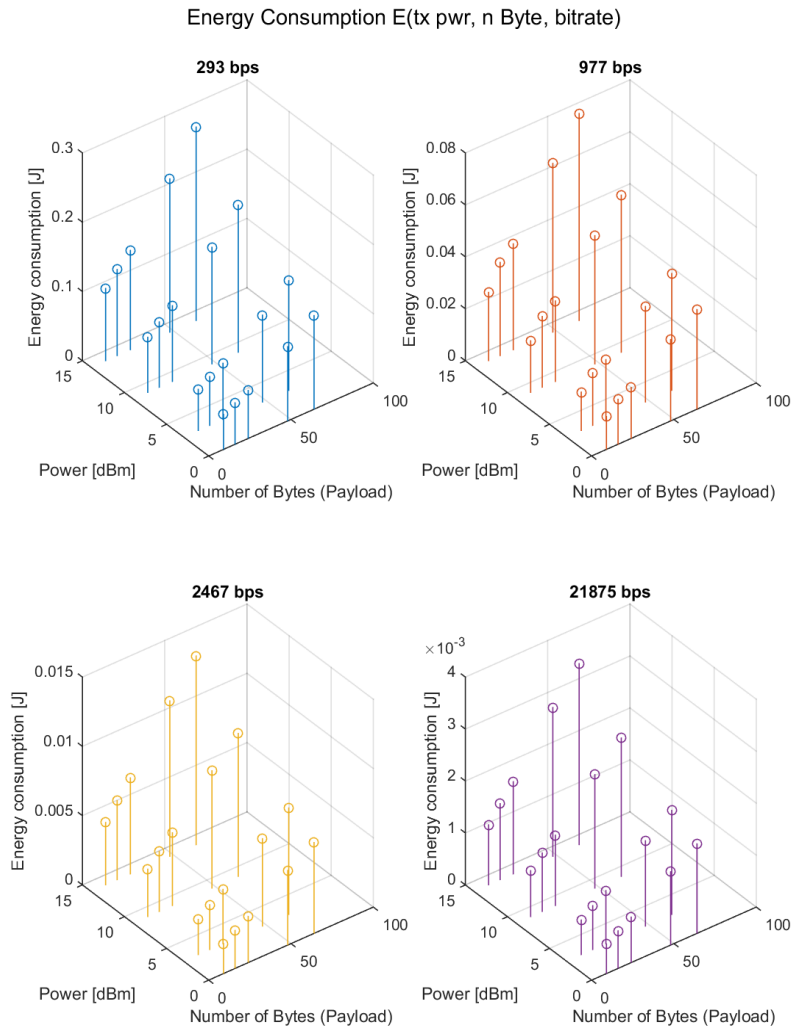 Energy Consumption E(tx pwr, n Byte, bitrate)
293 bps
0.3
0.2
0.1
0
Energy consumption [J]
15
10
5
0
Power [dBm]
0
50
100
Number of Bytes (Payload)
977 bps
0.08
0.06
0.04
0.02
0
Energy consumption [J]
15
10
5
0
Power [dBm]
0
50
100
Number of Bytes (Payload)
2467 bps
0.015
0.01
0.005
0
Energy consumption [J]
15
10
5
0
Power [dBm]
0
50
100
Number of Bytes (Payload)
21875 bps
×10⁻³
4
3
2
1
0
Energy consumption [J]
15
10
5
0
Power [dBm]
0
50
100
Number of Bytes (Payload)